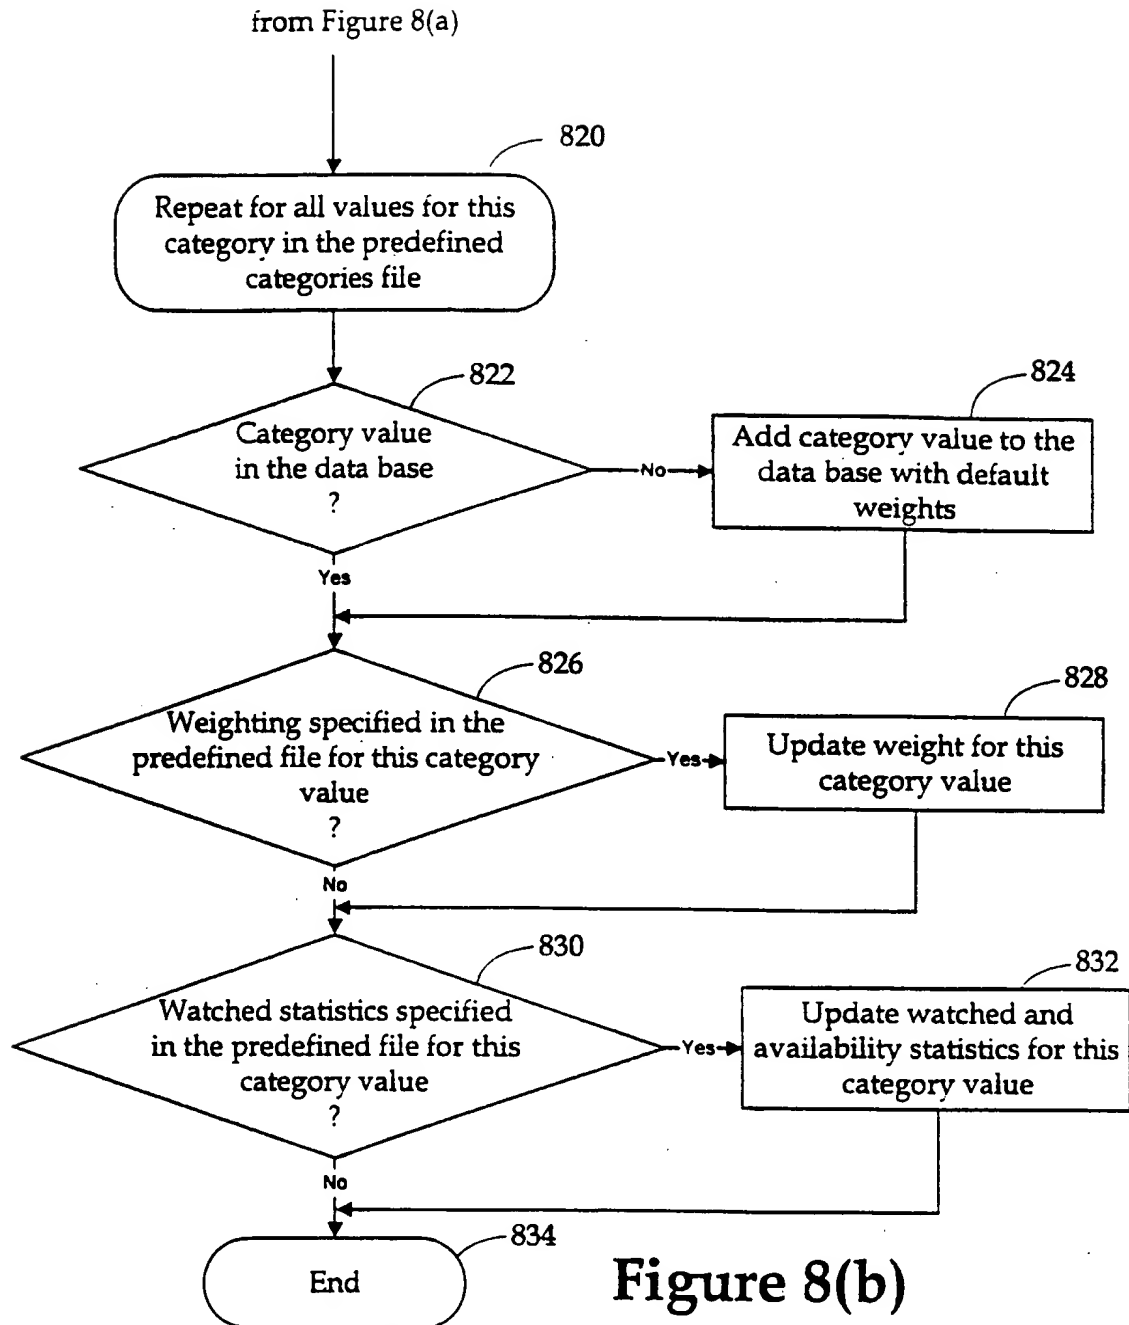 from Figure 8(a)
820
Repeat for all values for this
category in the predefined
categories file
822
Category value
in the data base
?
No
824
Add category value to the
data base with default
weights
Yes
826
Weighting specified in the
predefined file for this category
value
?
Yes
828
Update weight for this
category value
No
830
Watched statistics specified
in the predefined file for this
category value
?
Yes
832
Update watched and
availability statistics for this
category value
No
834
End
Figure 8(b)